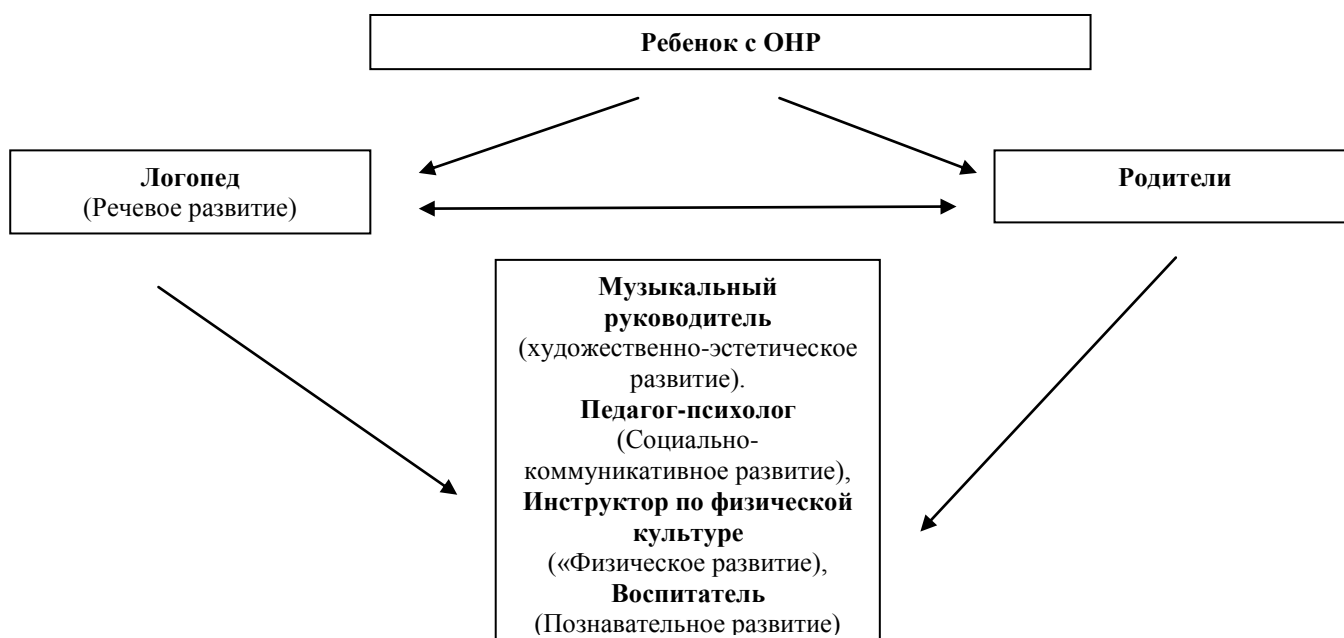 Ребенок с ОНР
Логопед
(Речевое развитие)
Родители
Музыкальный
руководитель
(художественно-эстетическое
развитие).
Педагог-психолог
(Социально-
коммуникативное развитие),
Инструктор по физической
культуре
(«Физическое развитие),
Воспитатель
(Познавательное развитие)